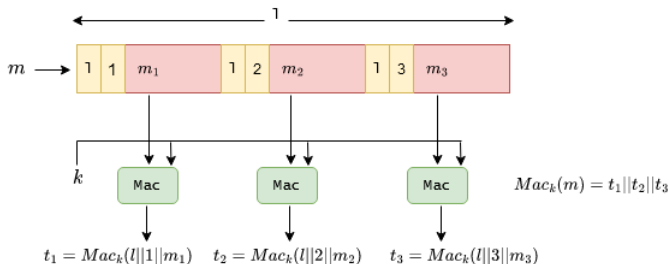 l
m l 1 m₁ l 2 m₂ l 3 m₃
k
Mac Mac Mac
Macₖ(m) = t₁||t₂||t₃
t₁ = Macₖ(l||1||m₁) t₂ = Macₖ(l||2||m₂) t₃ = Macₖ(l||3||m₃)